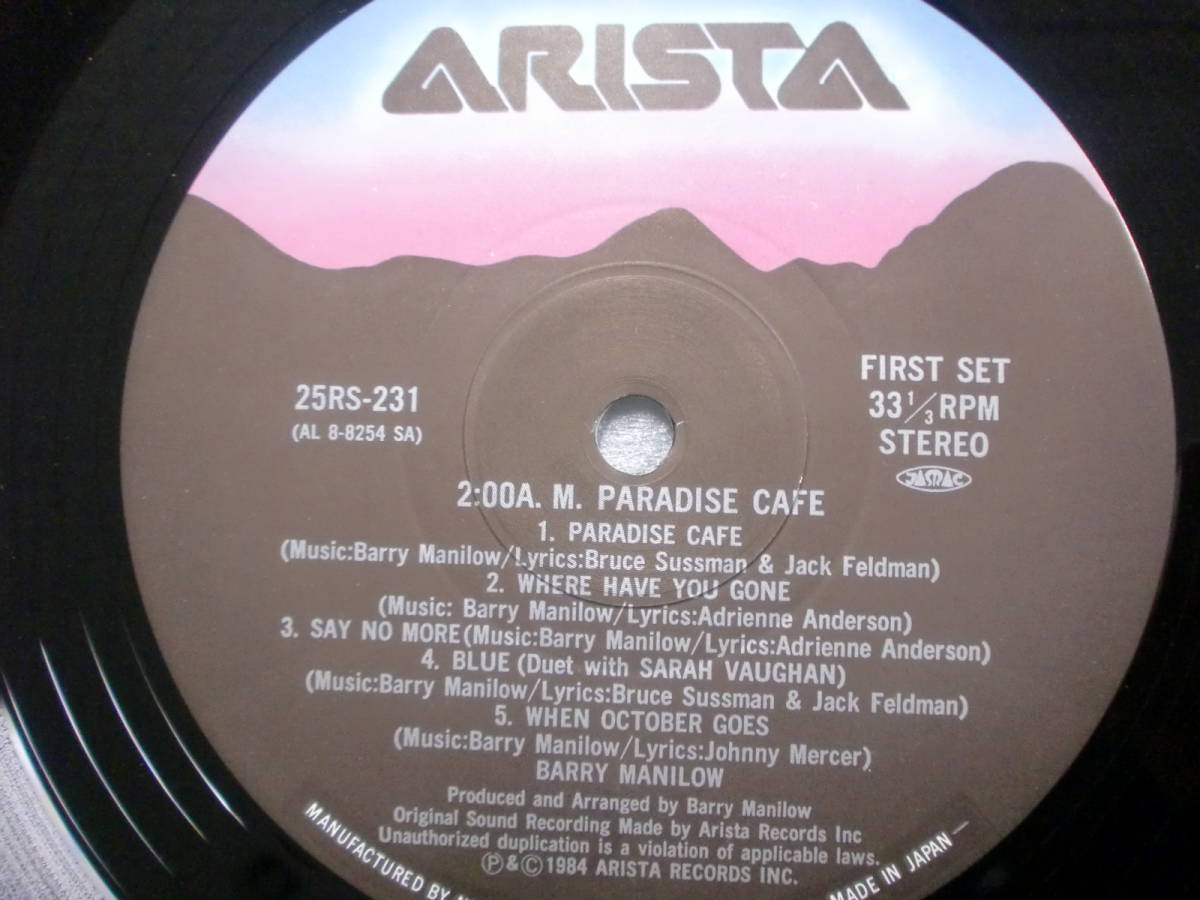 ARISTA
25RS-231
(AL 8-8254 SA)
FIRST SET
33 1/3 RPM
STEREO
JASRAC
2:00A. M. PARADISE CAFE
1. PARADISE CAFE
(Music:Barry Manilow/Lyrics:Bruce Sussman & Jack Feldman)
2. WHERE HAVE YOU GONE
(Music: Barry Manilow/Lyrics:Adrienne Anderson)
3. SAY NO MORE(Music:Barry Manilow/Lyrics:Adrienne Anderson)
4. BLUE (Duet with SARAH VAUGHAN)
(Music:Barry Manilow/Lyrics:Bruce Sussman & Jack Feldman)
5. WHEN OCTOBER GOES
(Music:Barry Manilow/Lyrics:Johnny Mercer)
BARRY MANILOW
Produced and Arranged by Barry Manilow
Original Sound Recording Made by Arista Records Inc
Unauthorized duplication is a violation of applicable laws.
Ⓟ&©1984 ARISTA RECORDS INC.
MANUFACTURED BY
MADE IN JAPAN—